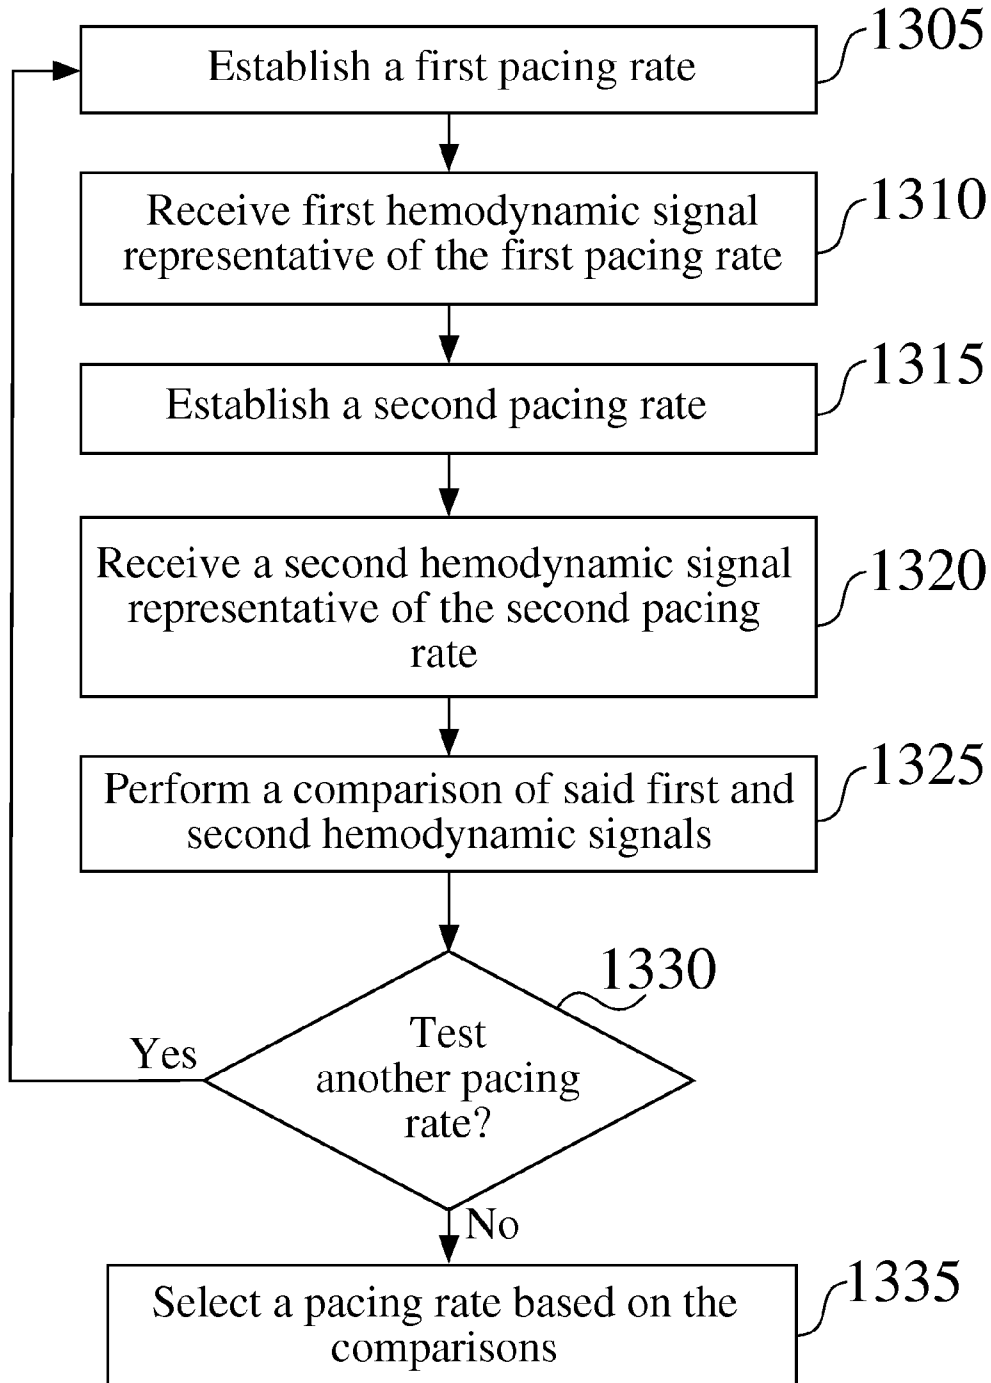 Establish a first pacing rate
1305
Receive first hemodynamic signal
representative of the first pacing rate
1310
Establish a second pacing rate
1315
Receive a second hemodynamic signal
representative of the second pacing
rate
1320
Perform a comparison of said first and
second hemodynamic signals
1325
1330
Test
another pacing
rate?
Yes
No
Select a pacing rate based on the
comparisons
1335